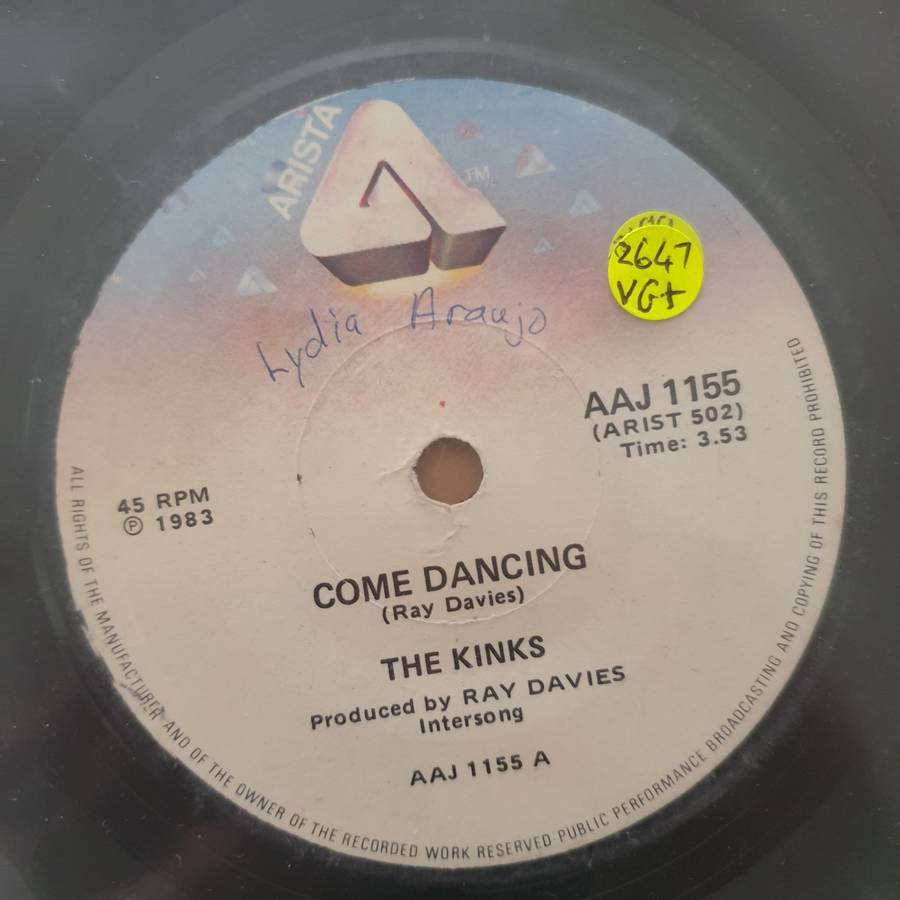 ARISTA
TM
2647
VG+
Lydia Araujo
AAJ 1155
(ARIST 502)
Time: 3.53
45 RPM
Ⓟ 1983
COME DANCING
(Ray Davies)
THE KINKS
Produced by RAY DAVIES
Intersong
AAJ 1155 A
ALL RIGHTS OF THE MANUFACTURER AND OF THE OWNER OF THE RECORDED WORK RESERVED PUBLIC PERFORMANCE BROADCASTING AND COPYING OF THIS RECORD PROHIBITED